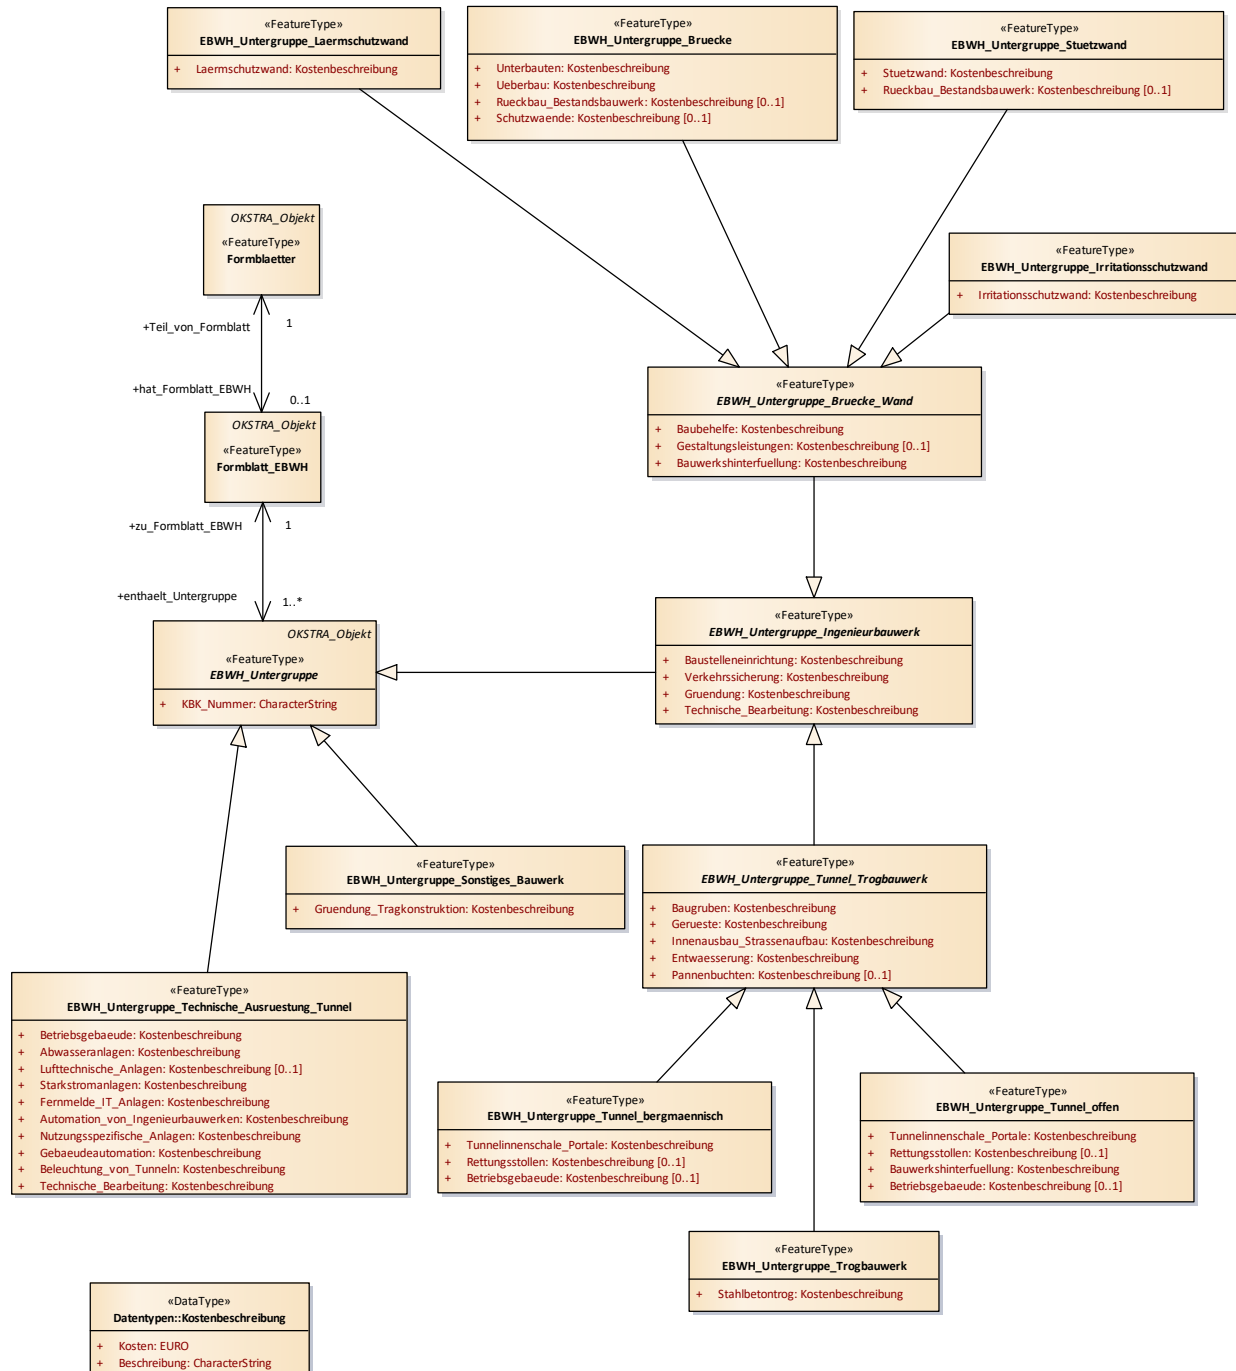 «FeatureType»
EBWH_Untergruppe_Laermschutzwand
+ Laermschutzwand: Kostenbeschreibung
«FeatureType»
EBWH_Untergruppe_Bruecke
+ Unterbauten: Kostenbeschreibung
+ Ueberbau: Kostenbeschreibung
+ Rueckbau_Bestandsbauwerk: Kostenbeschreibung [0..1]
+ Schutzwaende: Kostenbeschreibung [0..1]
«FeatureType»
EBWH_Untergruppe_Stuetzwand
+ Stuetzwand: Kostenbeschreibung
+ Rueckbau_Bestandsbauwerk: Kostenbeschreibung [0..1]
OKSTRA_Objekt
«FeatureType»
Formblaetter
«FeatureType»
EBWH_Untergruppe_Irritationsschutzwand
+ Irritationsschutzwand: Kostenbeschreibung
+Teil_von_Formblatt
1
+hat_Formblatt_EBWH
0..1
«FeatureType»
EBWH_Untergruppe_Bruecke_Wand
+ Baubehelfe: Kostenbeschreibung
+ Gestaltungsleistungen: Kostenbeschreibung [0..1]
+ Bauwerkshinterfuellung: Kostenbeschreibung
OKSTRA_Objekt
«FeatureType»
Formblatt_EBWH
+zu_Formblatt_EBWH
1
+enthaelt_Untergruppe
1..*
OKSTRA_Objekt
«FeatureType»
EBWH_Untergruppe
+ KBK_Nummer: CharacterString
«FeatureType»
EBWH_Untergruppe_Ingenieurbauwerk
+ Baustelleneinrichtung: Kostenbeschreibung
+ Verkehrssicherung: Kostenbeschreibung
+ Gruendung: Kostenbeschreibung
+ Technische_Bearbeitung: Kostenbeschreibung
«FeatureType»
EBWH_Untergruppe_Sonstiges_Bauwerk
+ Gruendung_Tragkonstruktion: Kostenbeschreibung
«FeatureType»
EBWH_Untergruppe_Tunnel_Trogbauwerk
+ Baugruben: Kostenbeschreibung
+ Gerueste: Kostenbeschreibung
+ Innenausbau_Strassenaufbau: Kostenbeschreibung
+ Entwaesserung: Kostenbeschreibung
+ Pannenbuchten: Kostenbeschreibung [0..1]
«FeatureType»
EBWH_Untergruppe_Technische_Ausruestung_Tunnel
+ Betriebsgebaeude: Kostenbeschreibung
+ Abwasseranlagen: Kostenbeschreibung
+ Lufttechnische_Anlagen: Kostenbeschreibung [0..1]
+ Starkstromanlagen: Kostenbeschreibung
+ Fernmelde_IT_Anlagen: Kostenbeschreibung
+ Automation_von_Ingenieurbauwerken: Kostenbeschreibung
+ Nutzungsspezifische_Anlagen: Kostenbeschreibung
+ Gebaeudeautomation: Kostenbeschreibung
+ Beleuchtung_von_Tunneln: Kostenbeschreibung
+ Technische_Bearbeitung: Kostenbeschreibung
«FeatureType»
EBWH_Untergruppe_Tunnel_bergmaennisch
+ Tunnelinnenschale_Portale: Kostenbeschreibung
+ Rettungsstollen: Kostenbeschreibung [0..1]
+ Betriebsgebaeude: Kostenbeschreibung [0..1]
«FeatureType»
EBWH_Untergruppe_Tunnel_offen
+ Tunnelinnenschale_Portale: Kostenbeschreibung
+ Rettungsstollen: Kostenbeschreibung [0..1]
+ Bauwerkshinterfuellung: Kostenbeschreibung
+ Betriebsgebaeude: Kostenbeschreibung [0..1]
«FeatureType»
EBWH_Untergruppe_Trogbauwerk
+ Stahlbetontrog: Kostenbeschreibung
«DataType»
Datentypen::Kostenbeschreibung
+ Kosten: EURO
+ Beschreibung: CharacterString